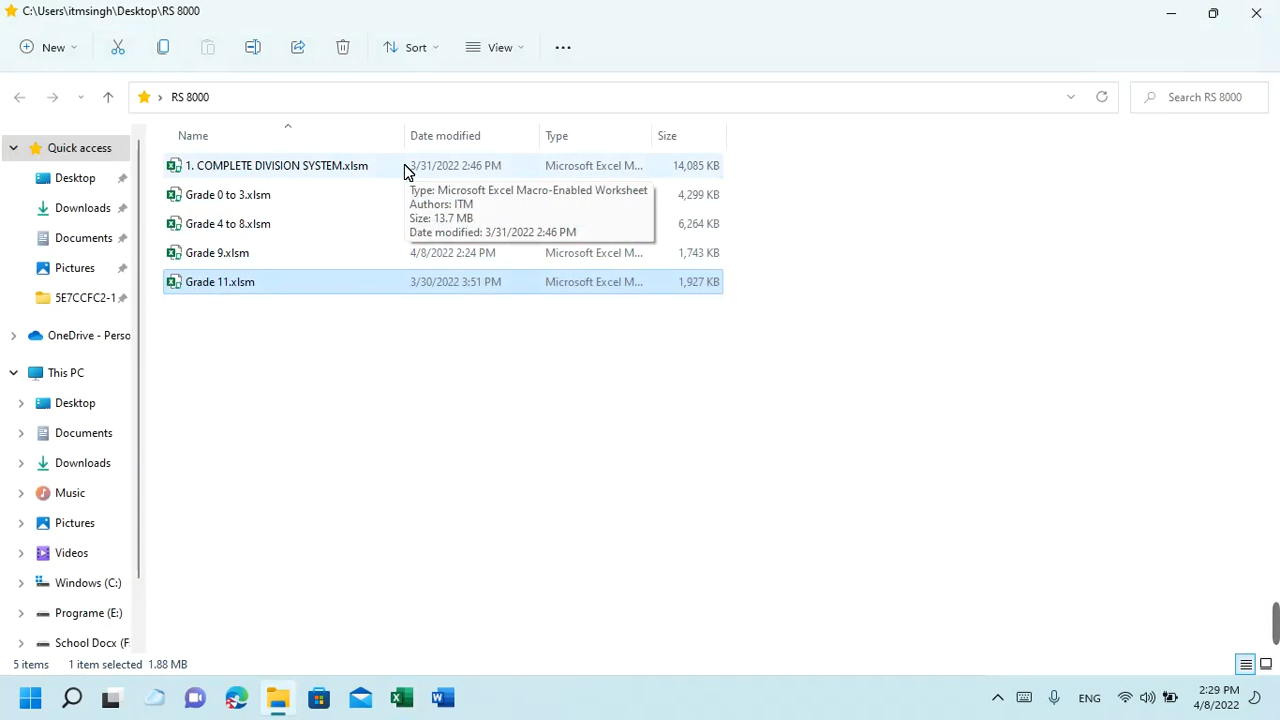 C:\Users\itmsingh\Desktop\RS 8000
New
Sort
View
RS 8000
Search RS 8000
Name
Date modified
Type
Size
Quick access
Desktop
Downloads
Documents
Pictures
5E7CCFC2-1
OneDrive - Perso
This PC
Desktop
Documents
Downloads
Music
Pictures
Videos
Windows (C:)
Programe (E:)
School Docx (F
1. COMPLETE DIVISION SYSTEM.xlsm 3/31/2022 2:46 PM Microsoft Excel M... 14,085 KB
Grade 0 to 3.xlsm 4,299 KB
Grade 4 to 8.xlsm 6,264 KB
Grade 9.xlsm 4/8/2022 2:24 PM Microsoft Excel M... 1,743 KB
Grade 11.xlsm 3/30/2022 3:51 PM Microsoft Excel M... 1,927 KB
Type: Microsoft Excel Macro-Enabled Worksheet
Authors: ITM
Size: 13.7 MB
Date modified: 3/31/2022 2:46 PM
5 items 1 item selected 1.88 MB
ENG
2:29 PM
4/8/2022